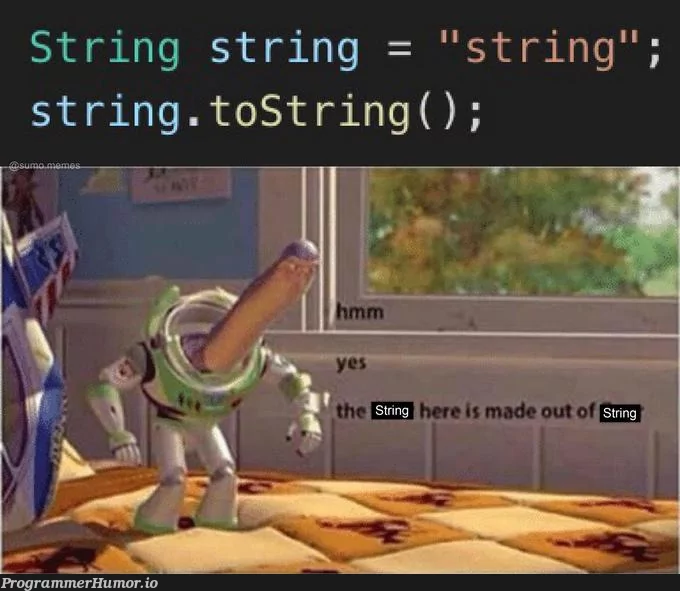 String string = "string";
string.toString();
@sumo.memes
hmm
yes
the String here is made out of String
ProgrammerHumor.io